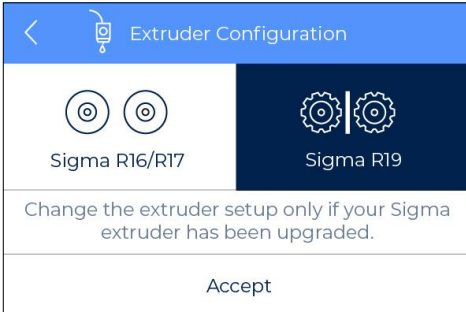 Extruder Configuration
Sigma R16/R17
Sigma R19
Change the extruder setup only if your Sigma
extruder has been upgraded.
Accept